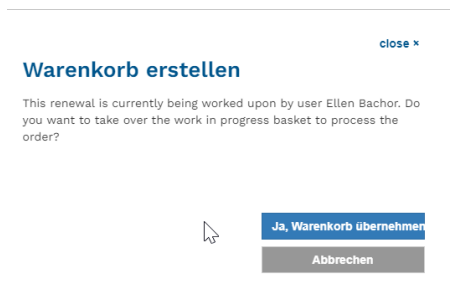 close ×
Warenkorb erstellen
This renewal is currently being worked upon by user Ellen Bachor. Do
you want to take over the work in progress basket to process the
order?
Ja, Warenkorb übernehmen
Abbrechen